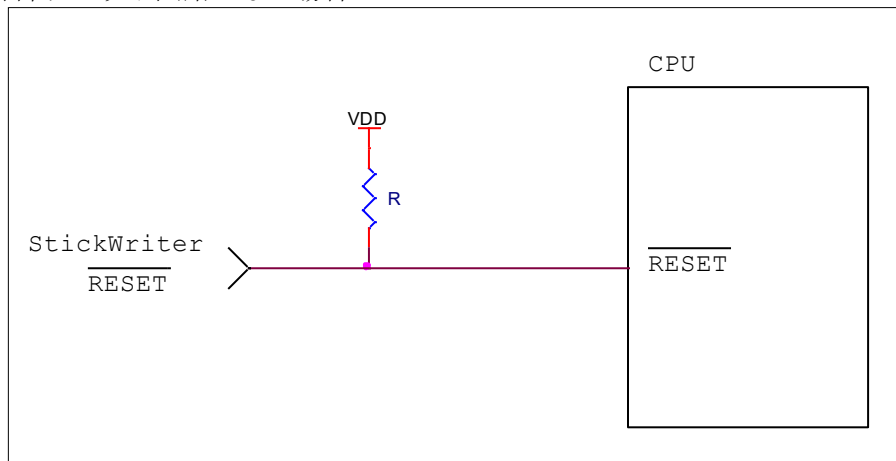 CPU
VDD
R
StickWriter
RESET
RESET